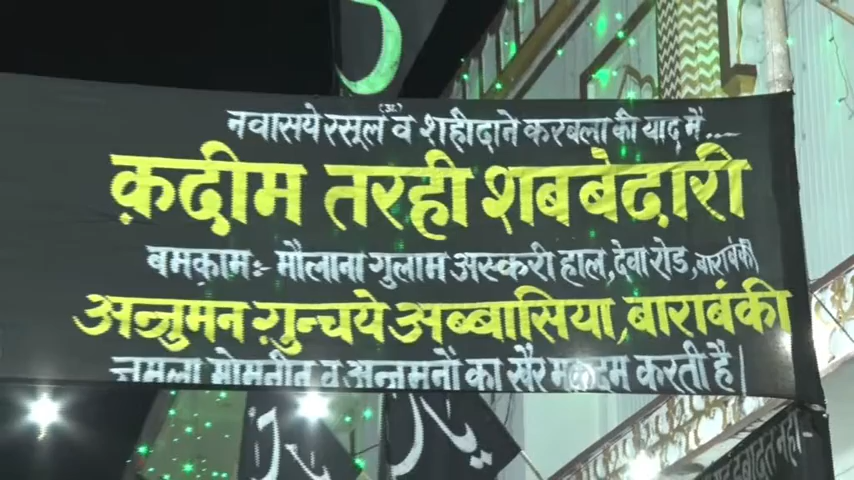 नवासये रसूल (अ.) व शहीदाने करबला की याद में....
क़दीम तरही शबबेदारी
बमक़ाम:- मौलाना गुलाम अस्करी हाल, देवा रोड, बाराबंकी
अन्जुमन गुन्चये अब्बासिया, बाराबंकी
जुमला मोमनीन व अन्जुमनों का ख़ैर मक़दम करती है।